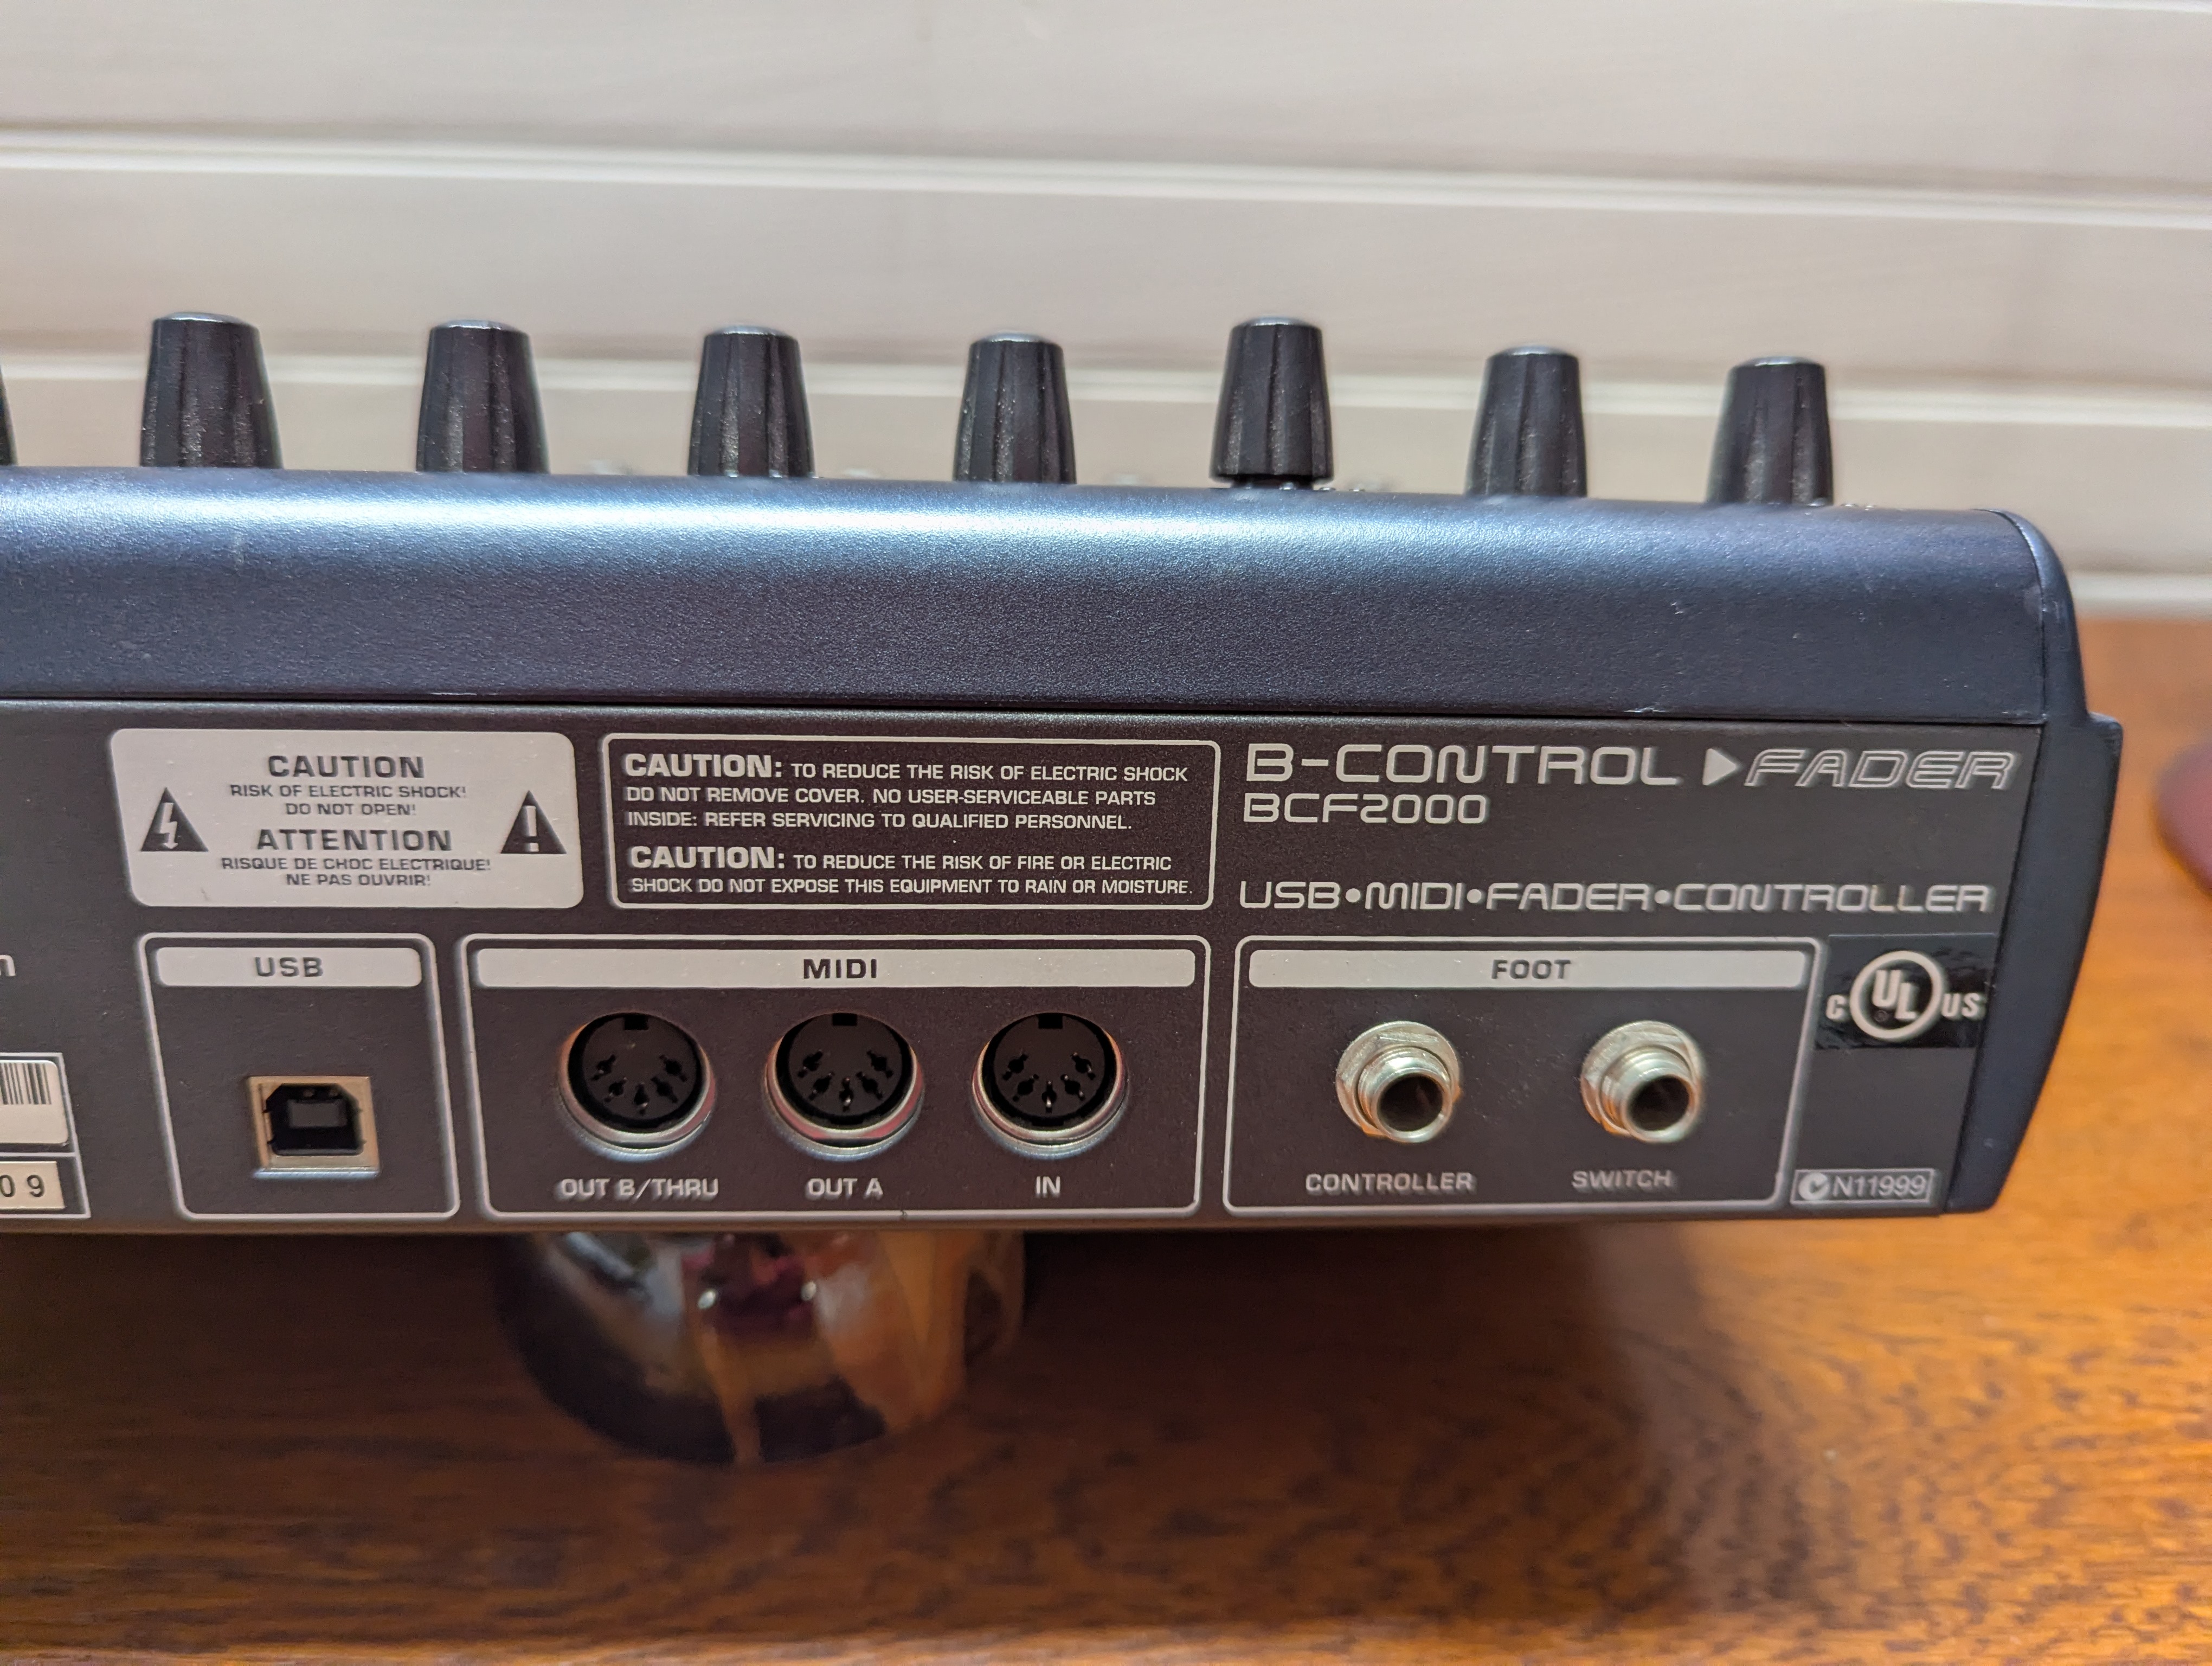 CAUTION
RISK OF ELECTRIC SHOCK!
DO NOT OPEN!
ATTENTION
RISQUE DE CHOC ELECTRIQUE!
NE PAS OUVRIR!
CAUTION: TO REDUCE THE RISK OF ELECTRIC SHOCK
DO NOT REMOVE COVER. NO USER-SERVICEABLE PARTS
INSIDE: REFER SERVICING TO QUALIFIED PERSONNEL.
CAUTION: TO REDUCE THE RISK OF FIRE OR ELECTRIC
SHOCK DO NOT EXPOSE THIS EQUIPMENT TO RAIN OR MOISTURE.
B-CONTROL ▶FADER
BCF2000
USB•MIDI•FADER•CONTROLLER
USB
MIDI
OUT B/THRU
OUT A
IN
FOOT
CONTROLLER
SWITCH
C UL US
N11999
09